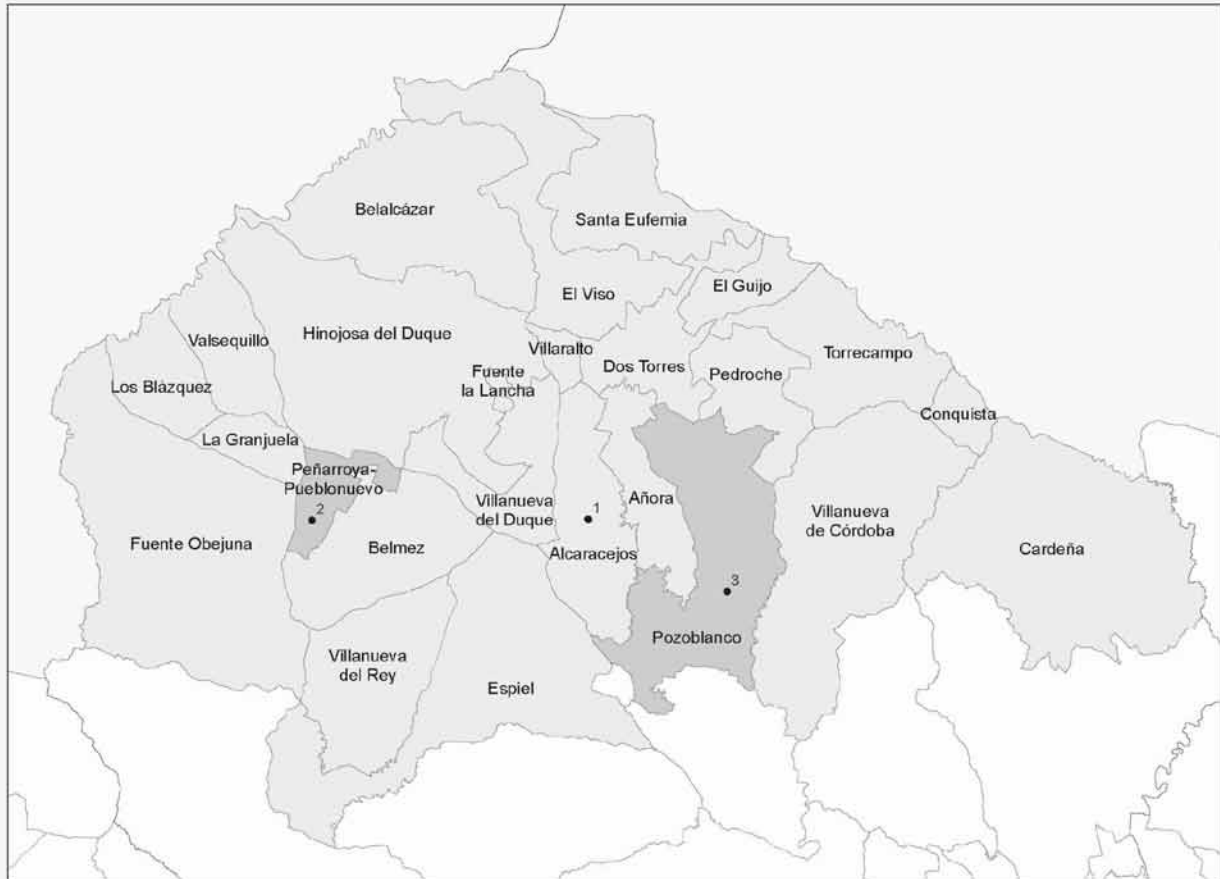 Belalcázar
Santa Eufemia
El Viso
El Guijo
Valsequillo
Hinojosa del Duque
Villaralto
Torrecampo
Los Blázquez
Fuente
la Lancha
Dos Torres
Pedroche
Conquista
La Granjuela
Peñarroya-
Pueblonuevo
2
Villanueva
del Duque
1
Añora
Villanueva
de Córdoba
Fuente Obejuna
Belmez
Alcaracejos
Cardeña
3
Pozoblanco
Villanueva
del Rey
Espiel